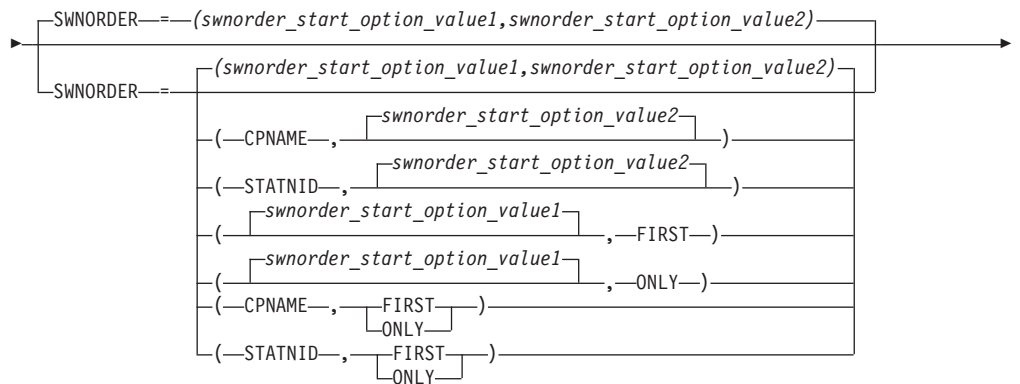 SWNORDER = (swnorder_start_option_value1,swnorder_start_option_value2)
(swnorder_start_option_value1,swnorder_start_option_value2)
SWNORDER =
swnorder_start_option_value2
( CPNAME , )
swnorder_start_option_value2
( STATNID , )
swnorder_start_option_value1
( , FIRST )
swnorder_start_option_value1
( , ONLY )
( CPNAME , FIRST )
ONLY
( STATNID , FIRST )
ONLY